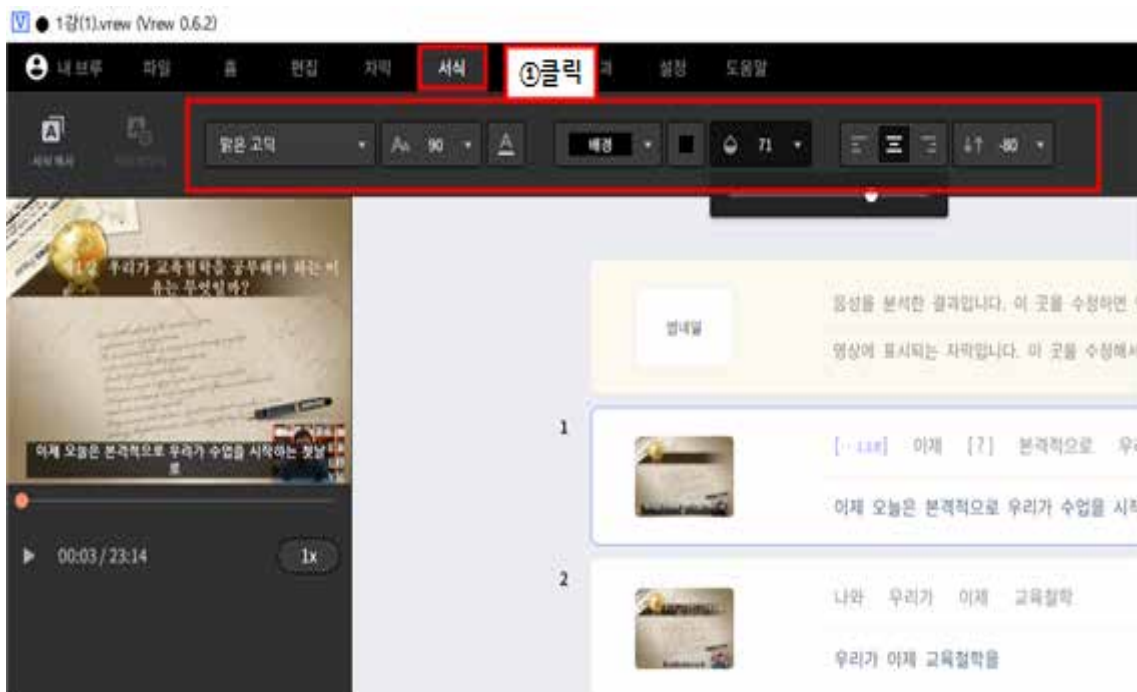 V ● 1강(1).vrew (Vrew 0.6.2)
내 브루 파일 홈 편집 자막 서식 ①클릭 과 설정 도움말
맑은 고딕 90 배경 71 -80
제1강 우리가 교육철학을 공부해야 하는 이
유는 무엇일까?
이제 오늘은 본격적으로 우리가 수업을 시작하는 첫날
로
00:03 / 23:14 1x
썸네일
음성을 분석한 결과입니다. 이 곳을 수정하면
영상에 표시되는 자막입니다. 이 곳을 수정해서
1
이제 [?] 본격적으로 우리
이제 오늘은 본격적으로 우리가 수업을 시작
2
나와 우리가 이제 교육철학
우리가 이제 교육철학을